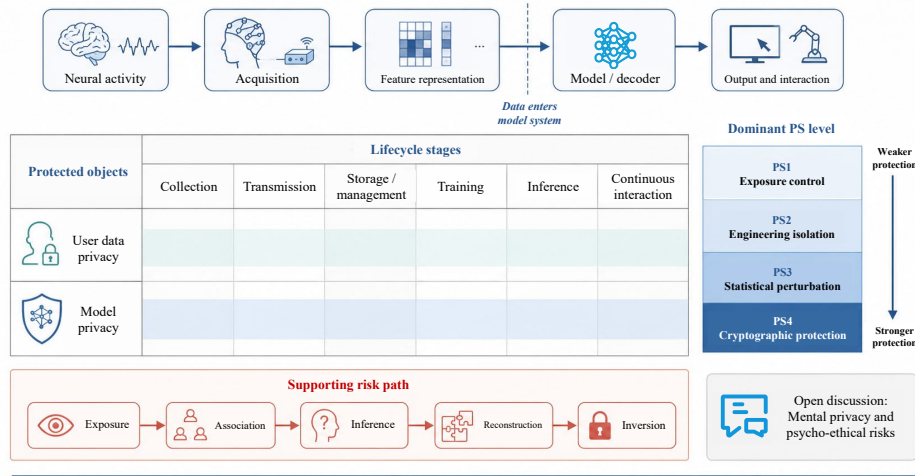 Neural activity
Acquisition
Feature representation
...
Model / decoder
Output and interaction
Data enters
model system
Protected objects
Lifecycle stages
Collection
Transmission
Storage /
management
Training
Inference
Continuous
interaction
User data
privacy
Model
privacy
Dominant PS level
PS1
Exposure control
PS2
Engineering isolation
PS3
Statistical perturbation
PS4
Cryptographic protection
Weaker
protection
Stronger
protection
Supporting risk path
Exposure
Association
?
Inference
Reconstruction
Inversion
Open discussion:
Mental privacy and
psycho-ethical risks